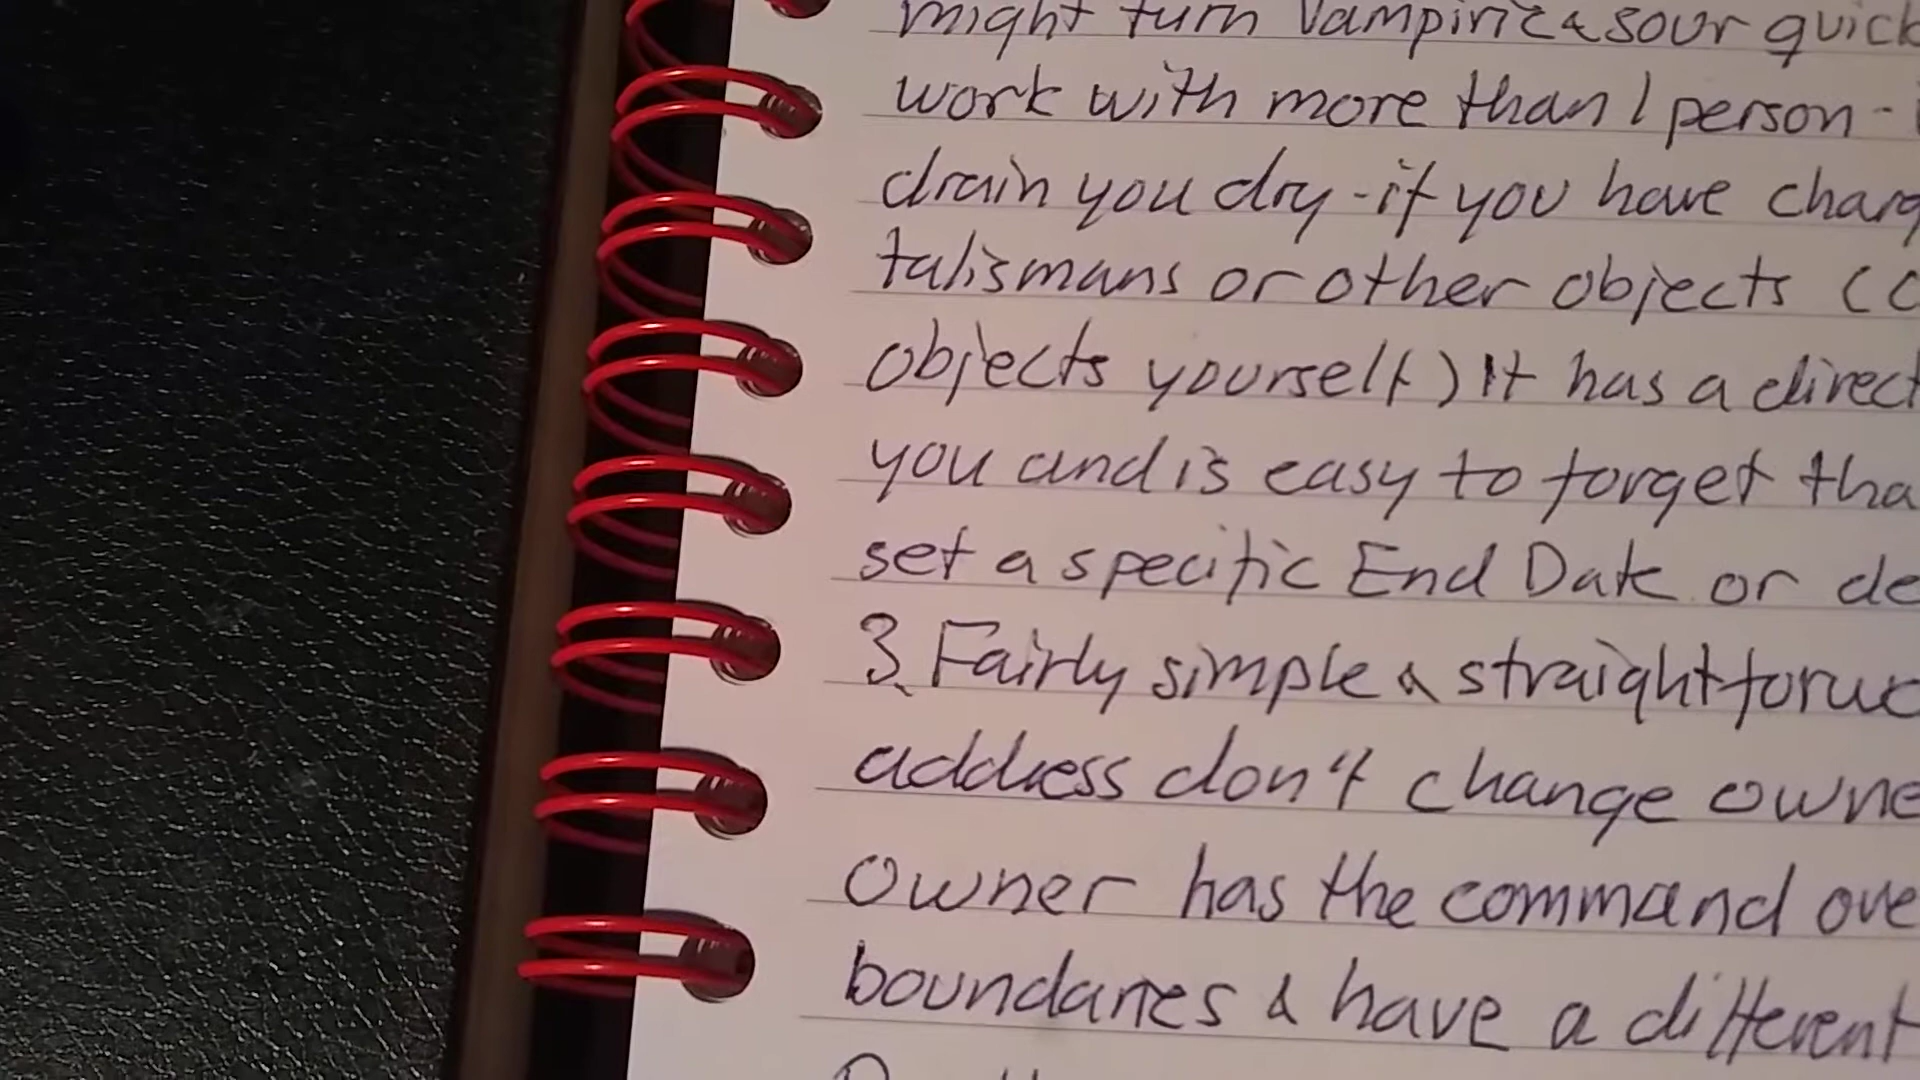 might turn Vampiric & sour quick
work with more than 1 person -
drain you dry - if you have charg
talismans or other objects (c
objects yourself) It has a direct
you and is easy to forget tha
set a specific End Date or de
3. Fairly simple & straightforwa
address don't change owne
Owner has the command ove
boundaries & have a different